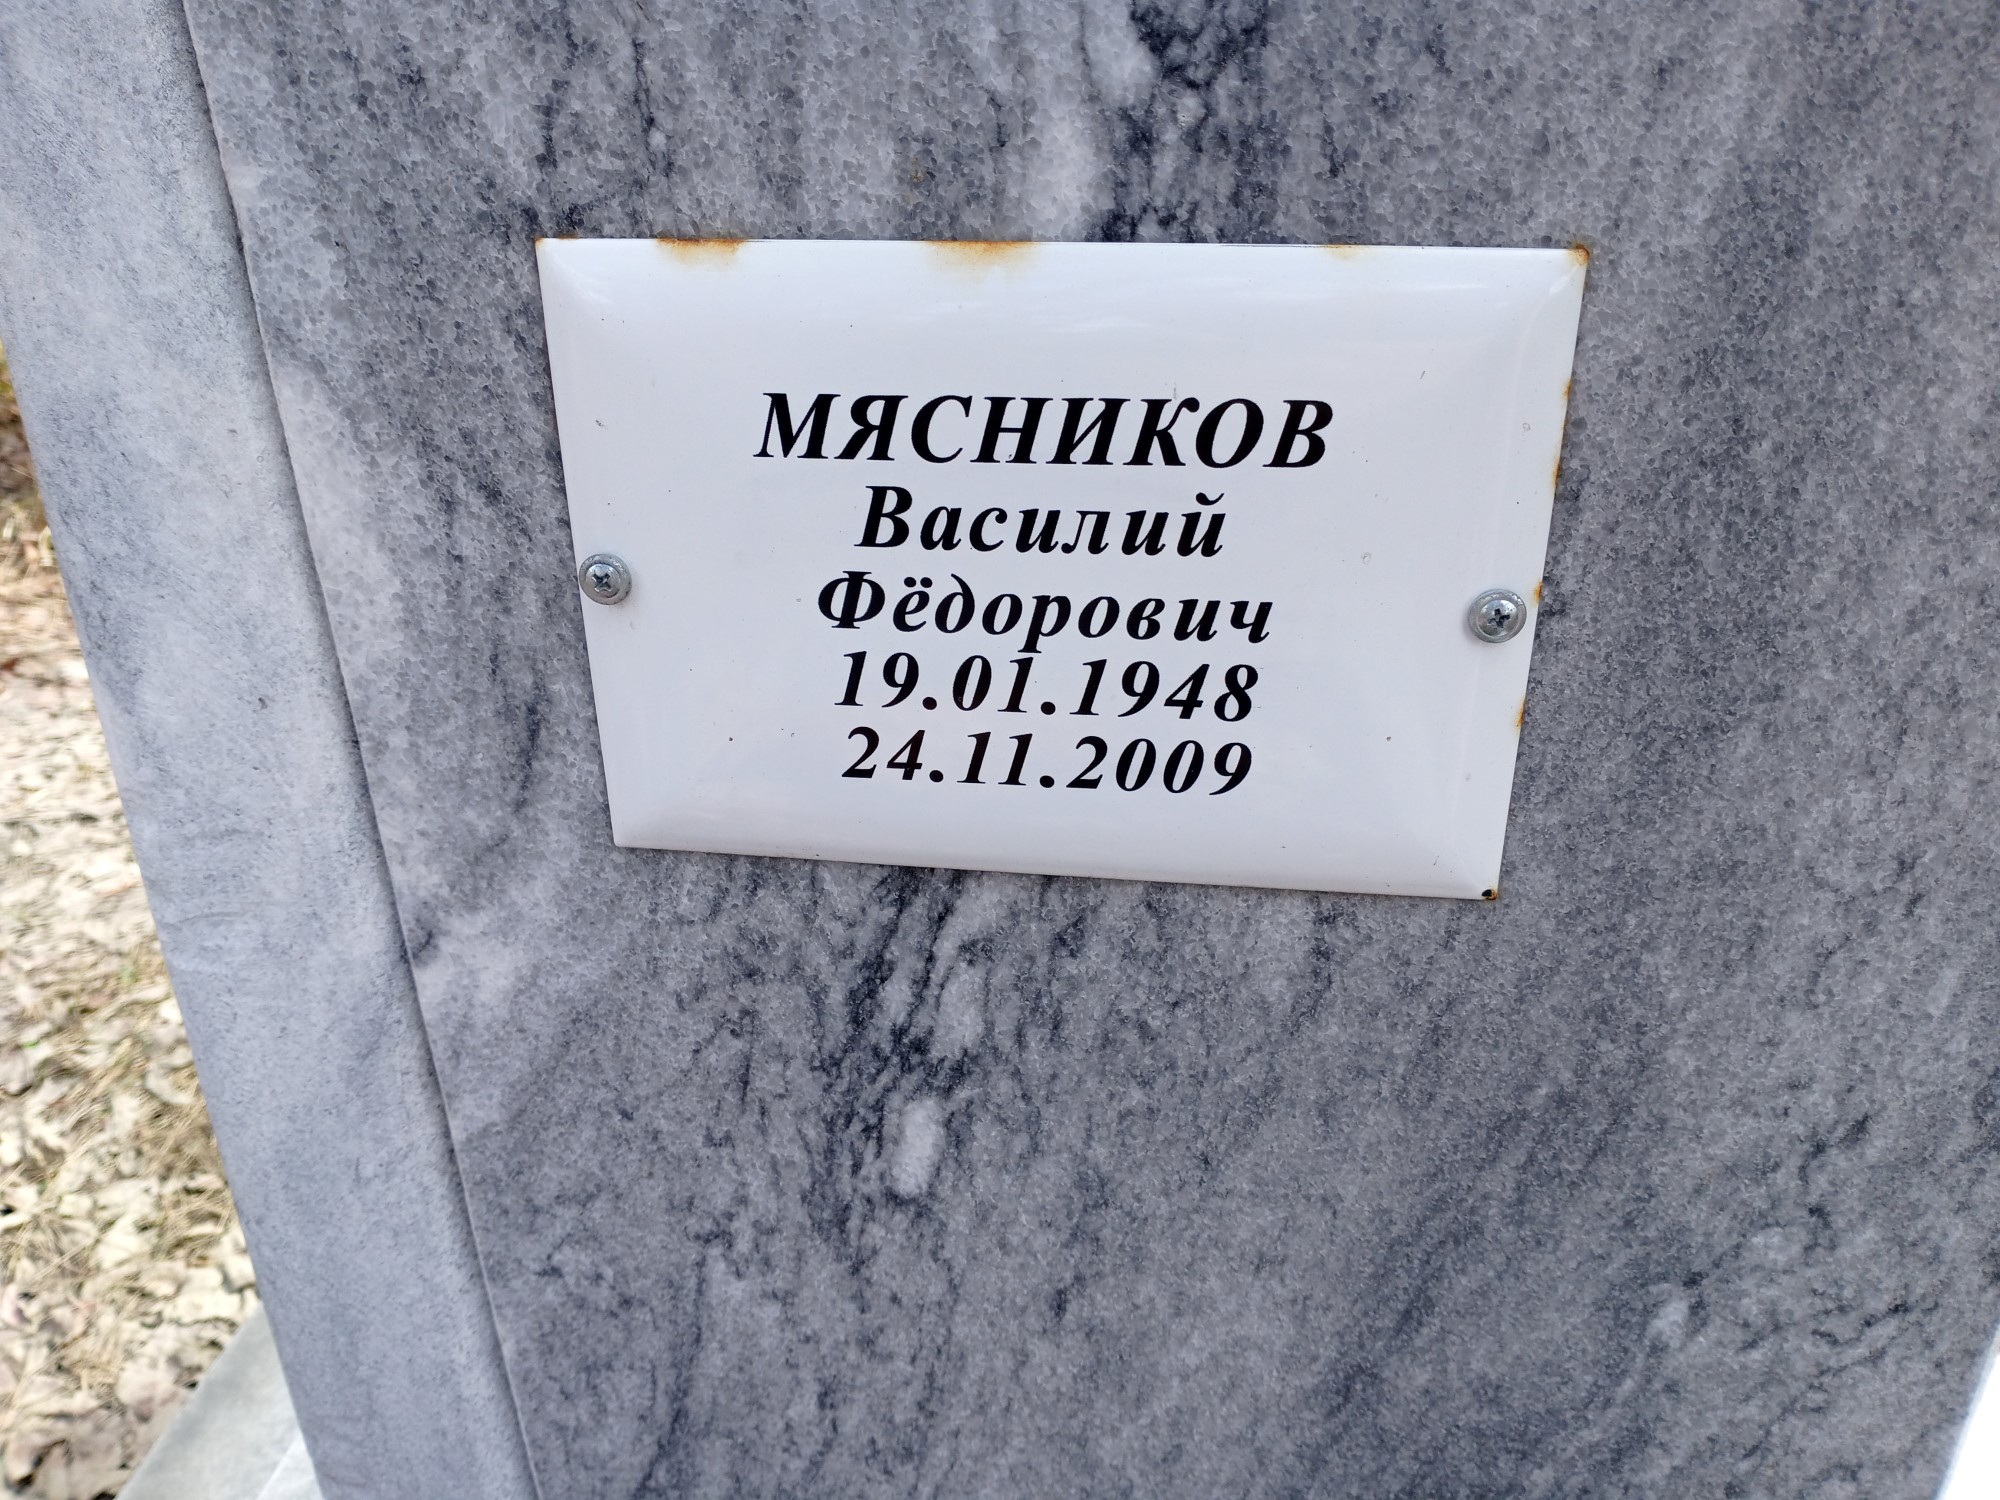 МЯСНИКОВ
Василий
Фёдорович
19.01.1948
24.11.2009